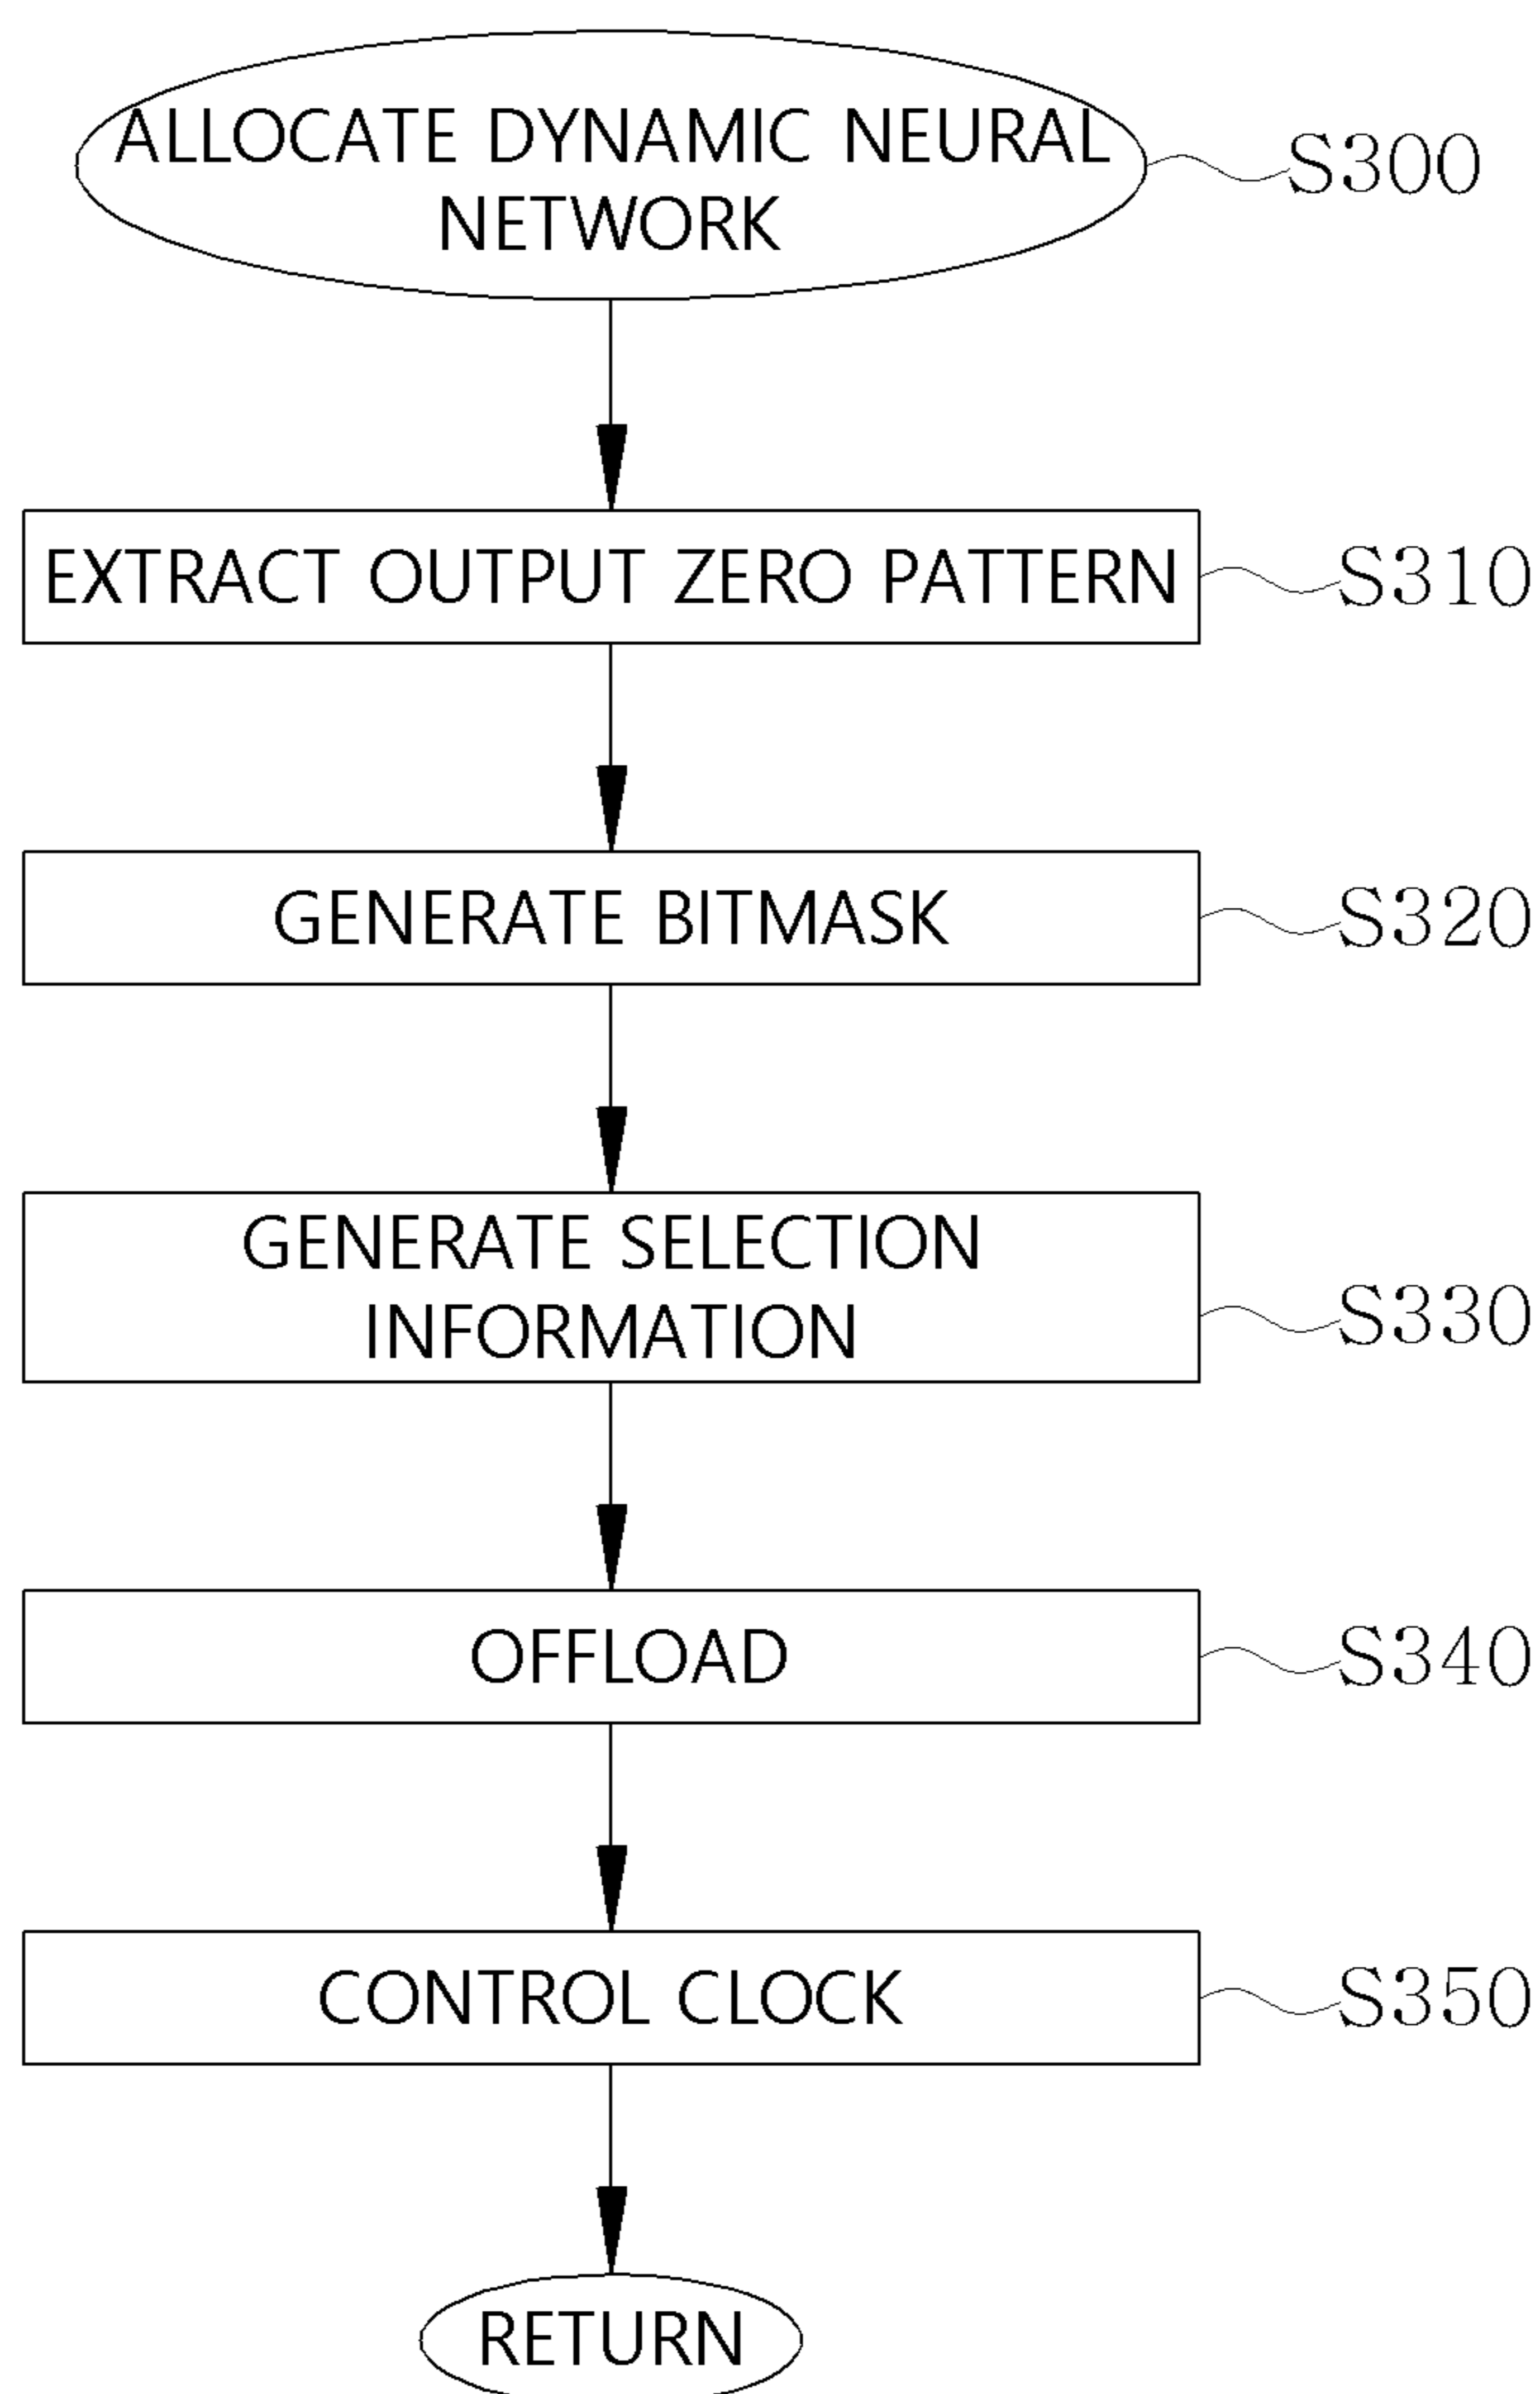 ALLOCATE DYNAMIC NEURAL
NETWORK
S300
EXTRACT OUTPUT ZERO PATTERN
S310
GENERATE BITMASK
S320
GENERATE SELECTION
INFORMATION
S330
OFFLOAD
S340
CONTROL CLOCK
S350
RETURN